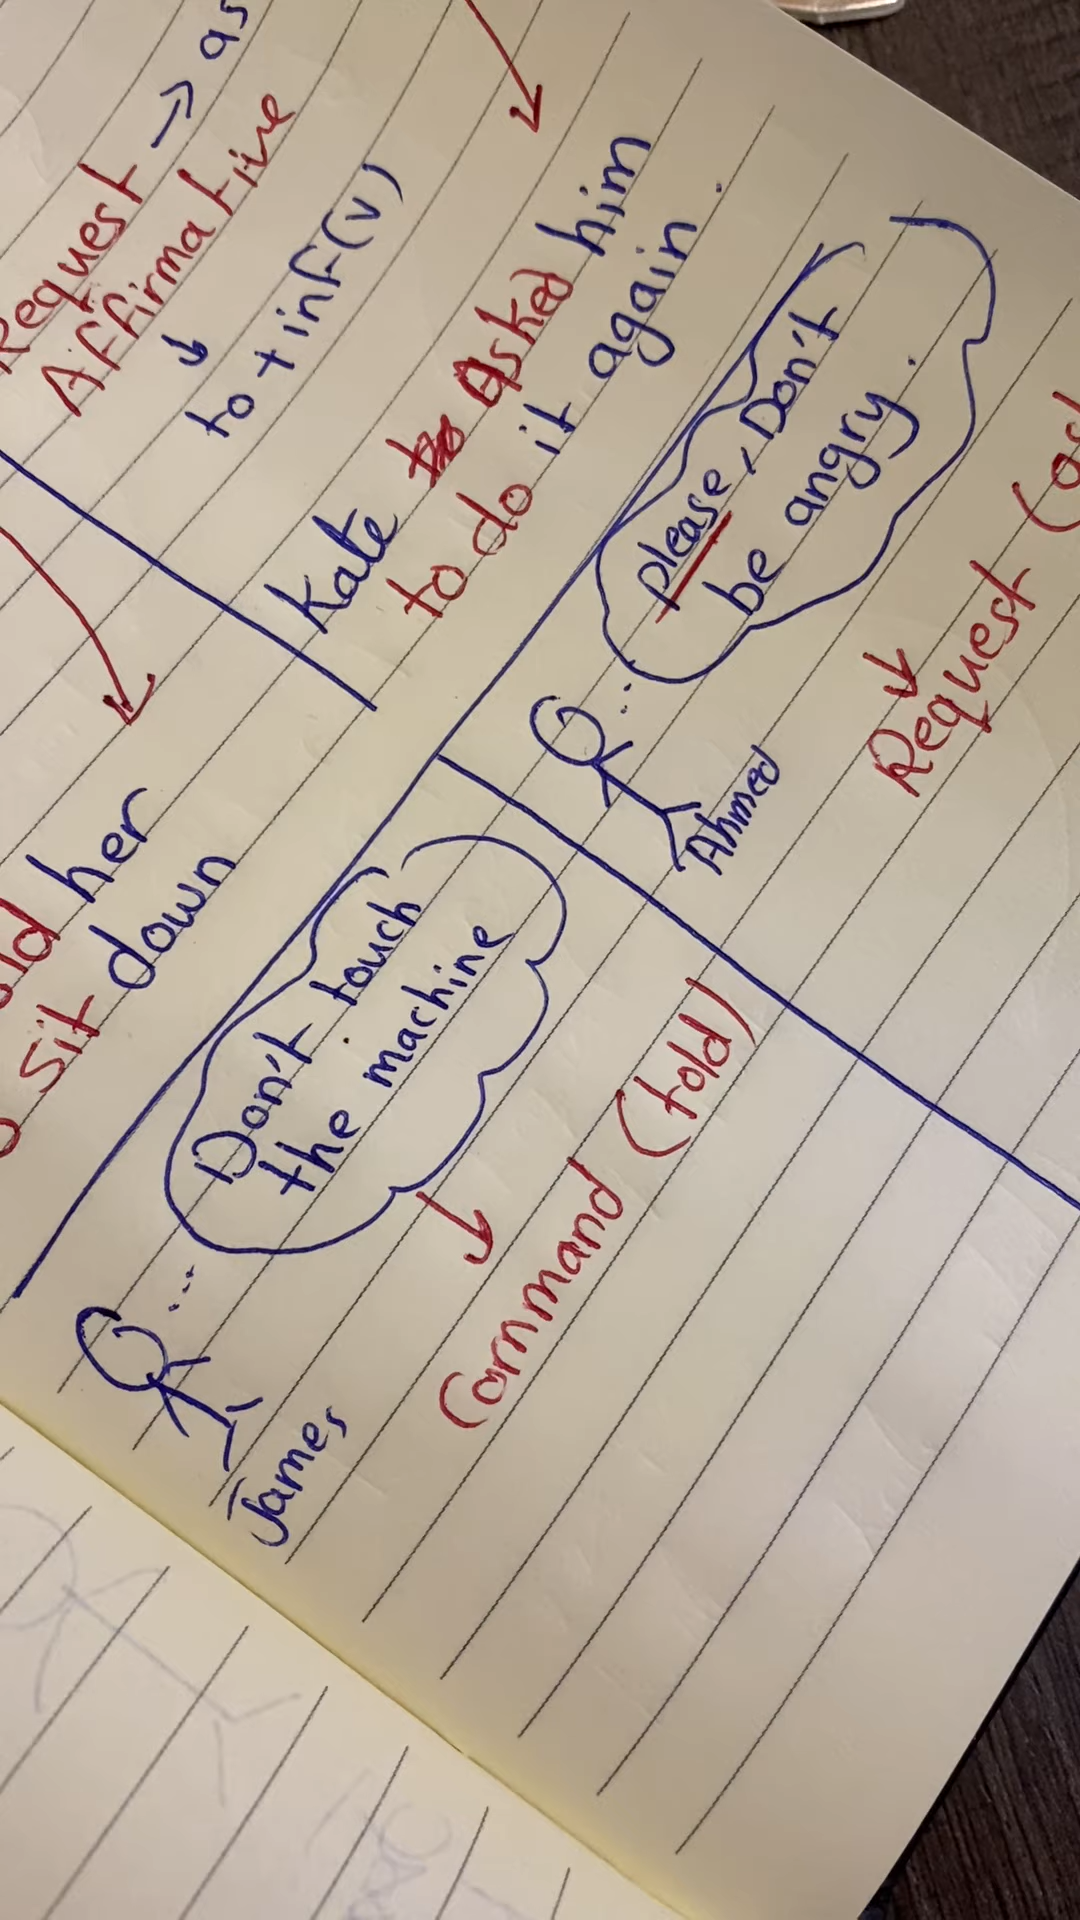 Request → as
Affirmative
↓
to + inf(v)
Kate Asked him
to do it again.
her
sit down
Don't touch
the machine
James
↓
Command (told)
please, Don't
be angry.
Ahmed
↓
Request